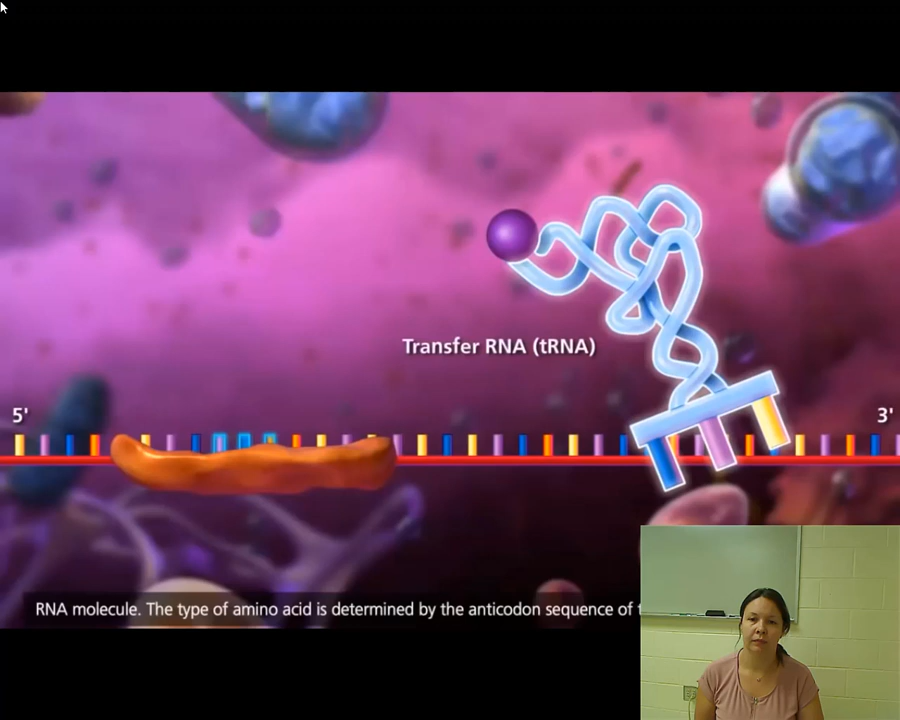 Transfer RNA (tRNA)
5'
3'
RNA molecule. The type of amino acid is determined by the anticodon sequence of